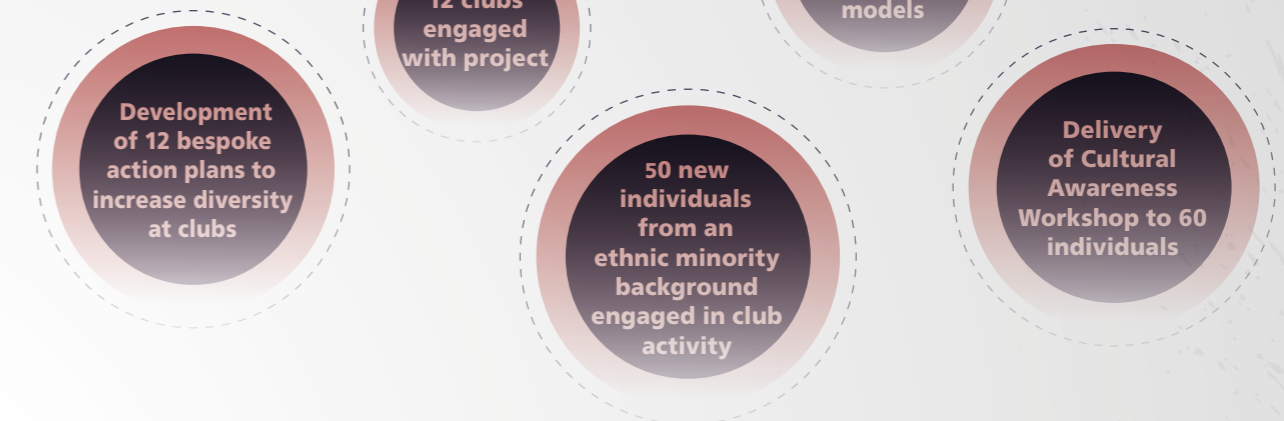 12 clubs
engaged
with project
models
Development
of 12 bespoke
action plans to
increase diversity
at clubs
50 new
individuals
from an
ethnic minority
background
engaged in club
activity
Delivery
of Cultural
Awareness
Workshop to 60
individuals